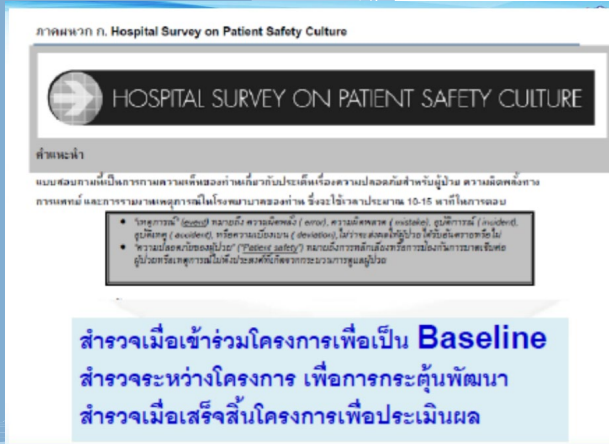 ภาคผนวก ก. Hospital Survey on Patient Safety Culture
HOSPITAL SURVEY ON PATIENT SAFETY CULTURE
คำแนะนำ
แบบสอบถามนี้เป็นการถามความเห็นของท่านเกี่ยวกับประเด็นเรื่องความปลอดภัยสำหรับผู้ป่วย ความผิดพลั้งทาง
การแพทย์ และการรายงานเหตุการณ์ในโรงพยาบาลของท่าน ซึ่งจะใช้เวลาประมาณ 10-15 นาทีในการตอบ
• "เหตุการณ์" (event) หมายถึง ความผิดพลั้ง ( error), ความผิดพลาด ( mistake), อุบัติการณ์ ( incident),
อุบัติเหตุ ( accident), หรือความเบี่ยงเบน ( deviation), ไม่ว่าจะส่งผลให้ผู้ป่วยได้รับอันตรายหรือไม่
• "ความปลอดภัยของผู้ป่วย" ("Patient safety") หมายถึงการหลีกเลี่ยงหรือการป้องกันการบาดเจ็บต่อ
ผู้ป่วยหรือเหตุการณ์ไม่พึงประสงค์ที่เกิดจากกระบวนการดูแลผู้ป่วย
สำรวจเมื่อเข้าร่วมโครงการเพื่อเป็น Baseline
สำรวจระหว่างโครงการ เพื่อการกระตุ้นพัฒนา
สำรวจเมื่อเสร็จสิ้นโครงการเพื่อประเมินผล